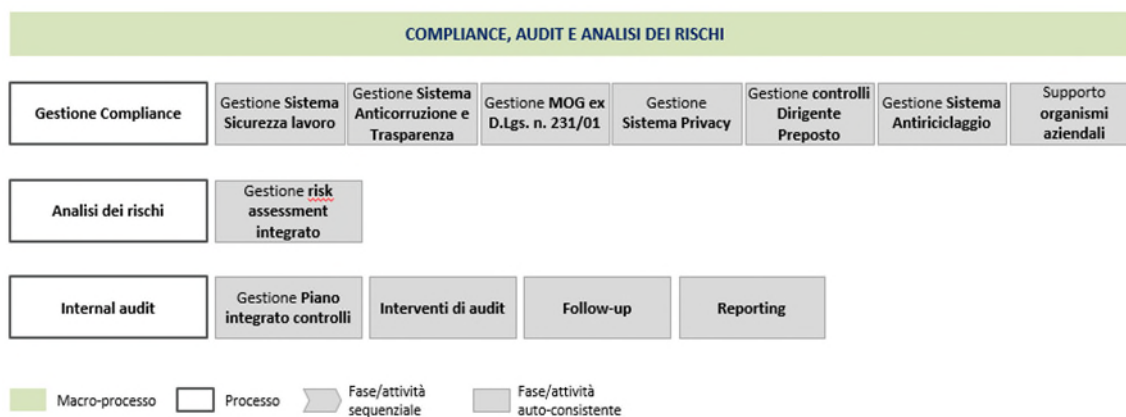 COMPLIANCE, AUDIT E ANALISI DEI RISCHI
Gestione Compliance
Gestione Sistema
Sicurezza lavoro
Gestione Sistema
Anticorruzione e
Trasparenza
Gestione MOG ex
D.Lgs. n. 231/01
Gestione
Sistema Privacy
Gestione controlli
Dirigente
Preposto
Gestione Sistema
Antiriciclaggio
Supporto
organismi
aziendali
Analisi dei rischi
Gestione risk
assessment
integrato
Internal audit
Gestione Piano
integrato controlli
Interventi di audit
Follow-up
Reporting
Macro-processo
Processo
Fase/attività
sequenziale
Fase/attività
auto-consistente